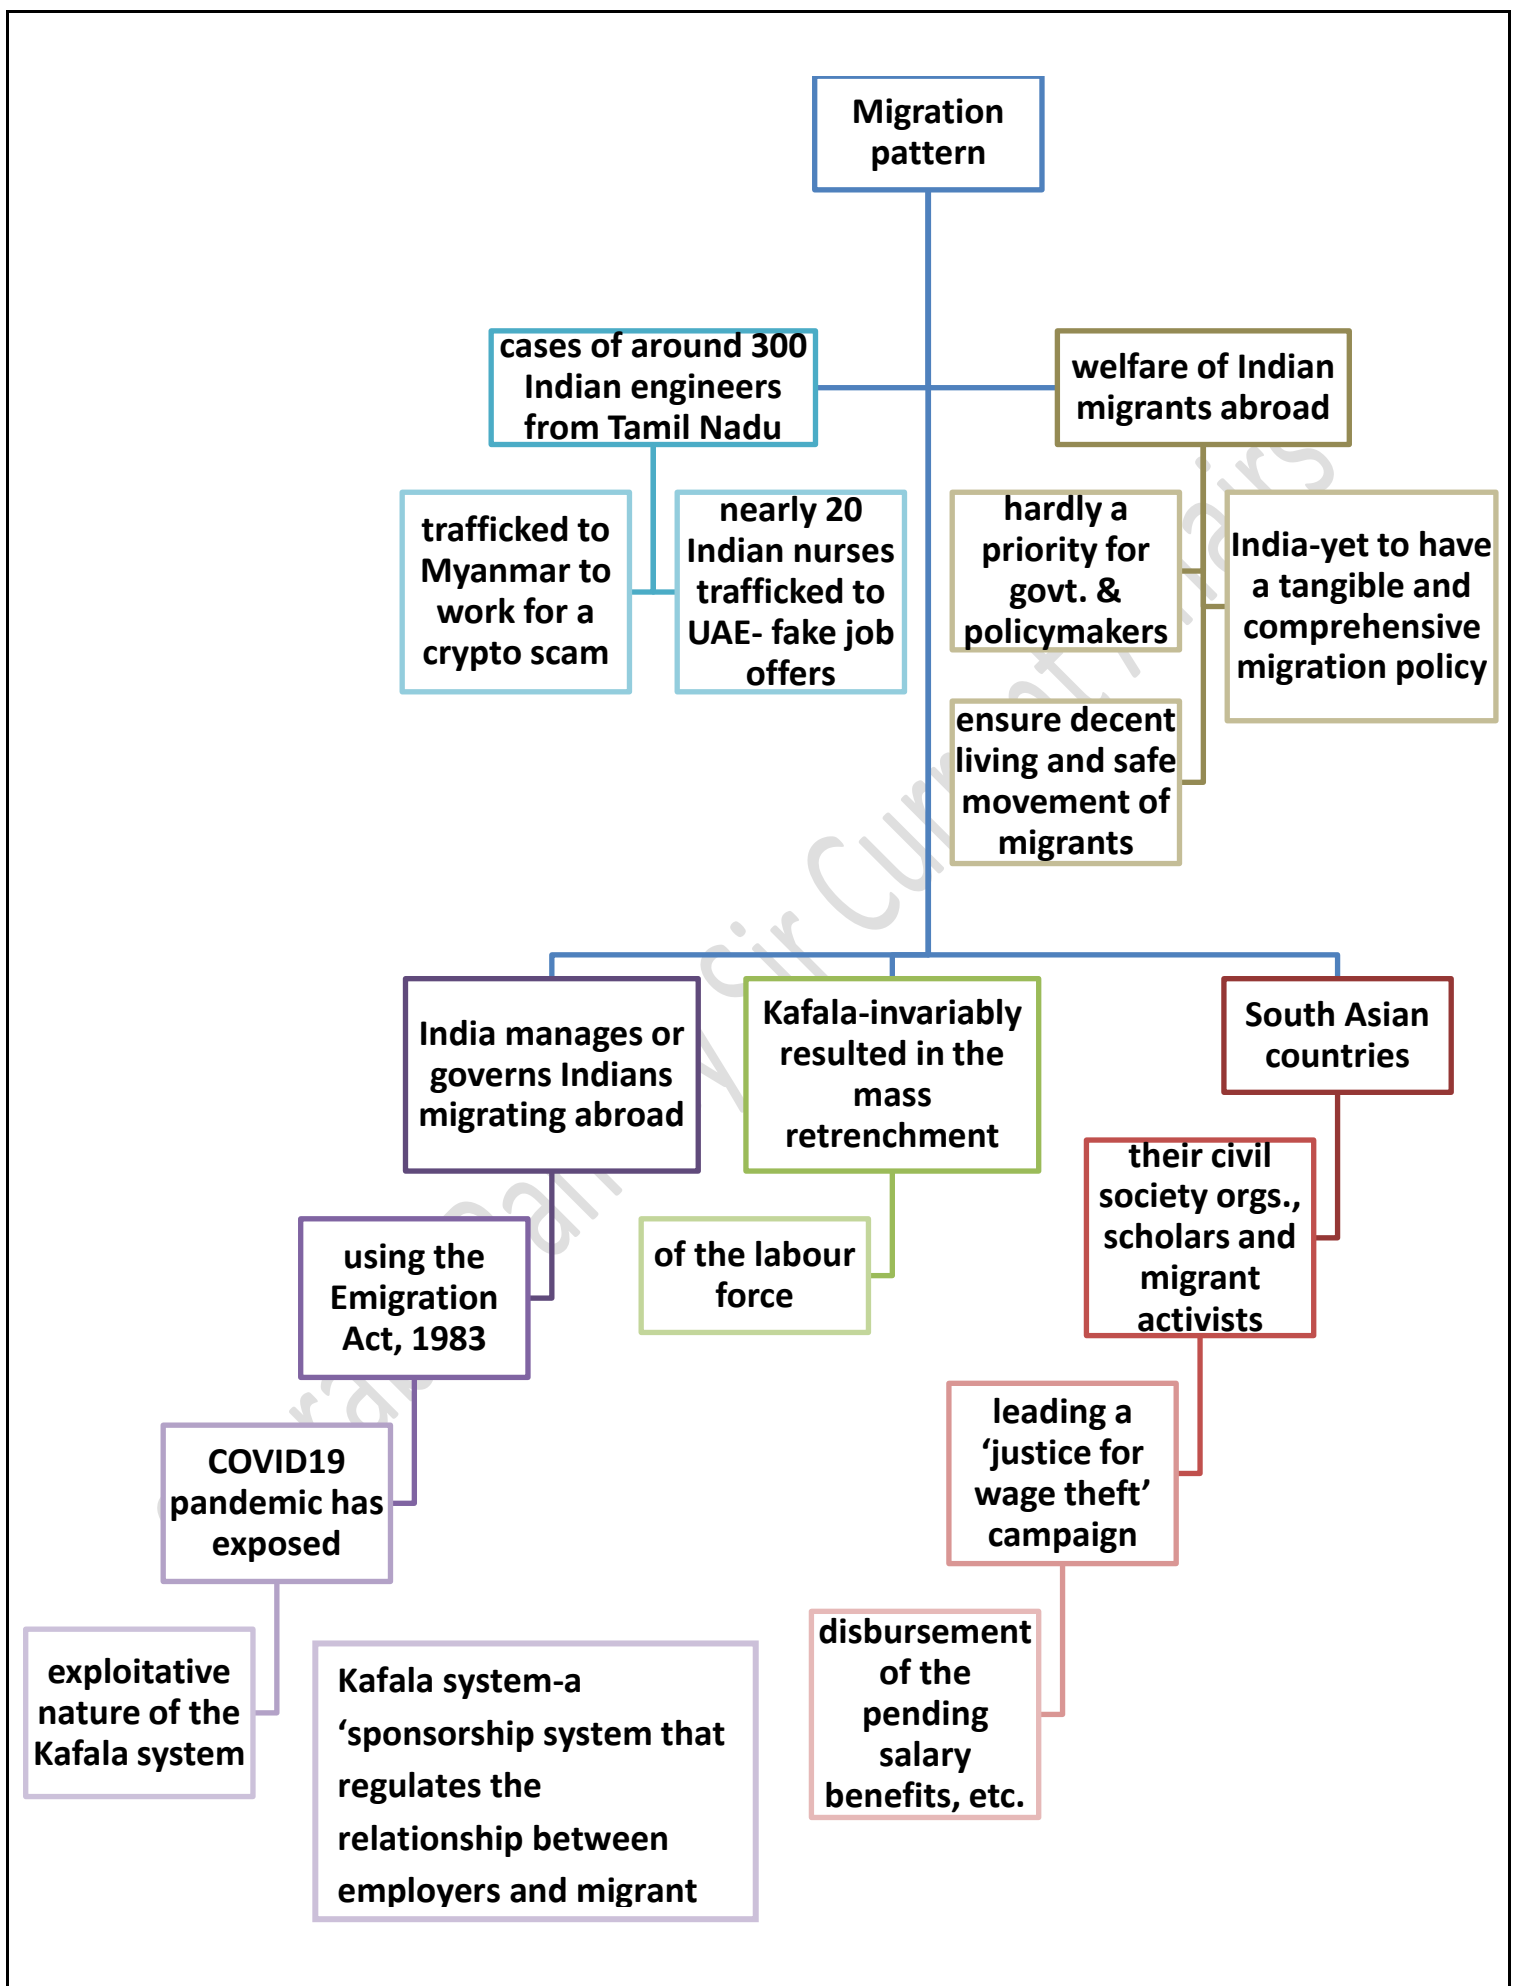 Migration
pattern
cases of around 300
Indian engineers
from Tamil Nadu
trafficked to
Myanmar to
work for a
crypto scam
nearly 20
Indian nurses
trafficked to
UAE- fake job
offers
welfare of Indian
migrants abroad
hardly a
priority for
govt. &
policymakers
India-yet to have
a tangible and
comprehensive
migration policy
ensure decent
living and safe
movement of
migrants
India manages or
governs Indians
migrating abroad
using the
Emigration
Act, 1983
COVID19
pandemic has
exposed
exploitative
nature of the
Kafala system
Kafala system-a
‘sponsorship system that
regulates the
relationship between
employers and migrant
Kafala-invariably
resulted in the
mass
retrenchment
of the labour
force
South Asian
countries
their civil
society orgs.,
scholars and
migrant
activists
leading a
‘justice for
wage theft’
campaign
disbursement
of the
pending
salary
benefits, etc.
Sir Current Affairs